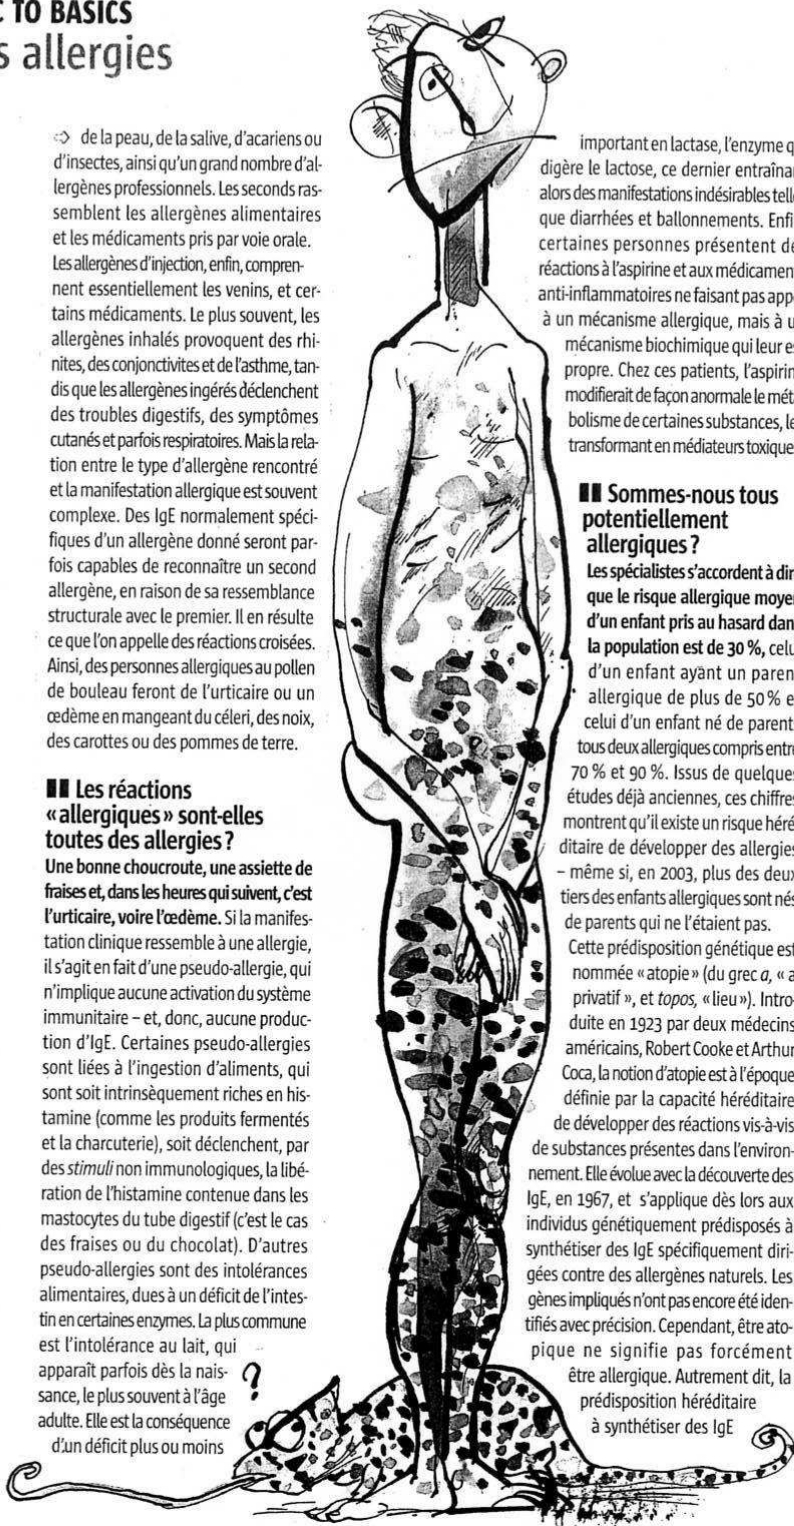 TO BASICS
allergies
de la peau, de la salive, d'acariens ou
d'insectes, ainsi qu'un grand nombre d'al-
lergènes professionnels. Les seconds ras-
semblent les allergènes alimentaires
et les médicaments pris par voie orale.
Les allergènes d'injection, enfin, compren-
nent essentiellement les venins, et cer-
tains médicaments. Le plus souvent, les
allergènes inhalés provoquent des rhi-
nites, des conjonctivites et de l'asthme, tan-
dis que les allergènes ingérés déclenchent
des troubles digestifs, des symptômes
cutanés et parfois respiratoires. Mais la rela-
tion entre le type d'allergène rencontré
et la manifestation allergique est souvent
complexe. Des IgE normalement spéci-
fiques d'un allergène donné seront par-
fois capables de reconnaître un second
allergène, en raison de sa ressemblance
structurale avec le premier. Il en résulte
ce que l'on appelle des réactions croisées.
Ainsi, des personnes allergiques au pollen
de bouleau feront de l'urticaire ou un
œdème en mangeant du céleri, des noix,
des carottes ou des pommes de terre.
Les réactions
«allergiques» sont-elles
toutes des allergies?
Une bonne choucroute, une assiette de
fraises et, dans les heures qui suivent, c'est
l'urticaire, voire l'œdème. Si la manifes-
tation clinique ressemble à une allergie,
il s'agit en fait d'une pseudo-allergie, qui
n'implique aucune activation du système
immunitaire – et, donc, aucune produc-
tion d'IgE. Certaines pseudo-allergies
sont liées à l'ingestion d'aliments, qui
sont soit intrinsèquement riches en his-
tamine (comme les produits fermentés
et la charcuterie), soit déclenchent, par
des stimuli non immunologiques, la libé-
ration de l'histamine contenue dans les
mastocytes du tube digestif (c'est le cas
des fraises ou du chocolat). D'autres
pseudo-allergies sont des intolérances
alimentaires, dues à un déficit de l'intes-
tin en certaines enzymes. La plus commune
est l'intolérance au lait, qui
apparaît parfois dès la nais-
sance, le plus souvent à l'âge
adulte. Elle est la conséquence
d'un déficit plus ou moins
?
important en lactase, l'enzyme q
digère le lactose, ce dernier entraînan
alors des manifestations indésirables telle
que diarrhées et ballonnements. Enfi
certaines personnes présentent de
réactions à l'aspirine et aux médicament
anti-inflammatoires ne faisant pas appe
à un mécanisme allergique, mais à u
mécanisme biochimique qui leur es
propre. Chez ces patients, l'aspirin
modifierait de façon anormale le méta
bolisme de certaines substances, le
transformant en médiateurs toxique
Sommes-nous tous
potentiellement
allergiques?
Les spécialistes s'accordent à dir
que le risque allergique moyen
d'un enfant pris au hasard dan
la population est de 30 %, celu
d'un enfant ayant un paren
allergique de plus de 50 % e
celui d'un enfant né de parent
tous deux allergiques compris entre
70 % et 90 %. Issus de quelque
études déjà anciennes, ces chiffres
montrent qu'il existe un risque héré
ditaire de développer des allergies
– même si, en 2003, plus des deux
tiers des enfants allergiques sont nés
de parents qui ne l'étaient pas.
Cette prédisposition génétique est
nommée «atopie» (du grec a, « a
privatif », et topos, «lieu»). Intro-
duite en 1923 par deux médecins
américains, Robert Cooke et Arthur
Coca, la notion d'atopie est à l'époque
définie par la capacité héréditaire
de développer des réactions vis-à-vis
de substances présentes dans l'environ-
nement. Elle évolue avec la découverte des
IgE, en 1967, et s'applique dès lors aux
individus génétiquement prédisposés à
synthétiser des IgE spécifiquement diri-
gées contre des allergènes naturels. Les
gènes impliqués n'ont pas encore été iden-
tifiés avec précision. Cependant, être ato-
pique ne signifie pas forcément
être allergique. Autrement dit, la
prédisposition héréditaire
à synthétiser des IgE